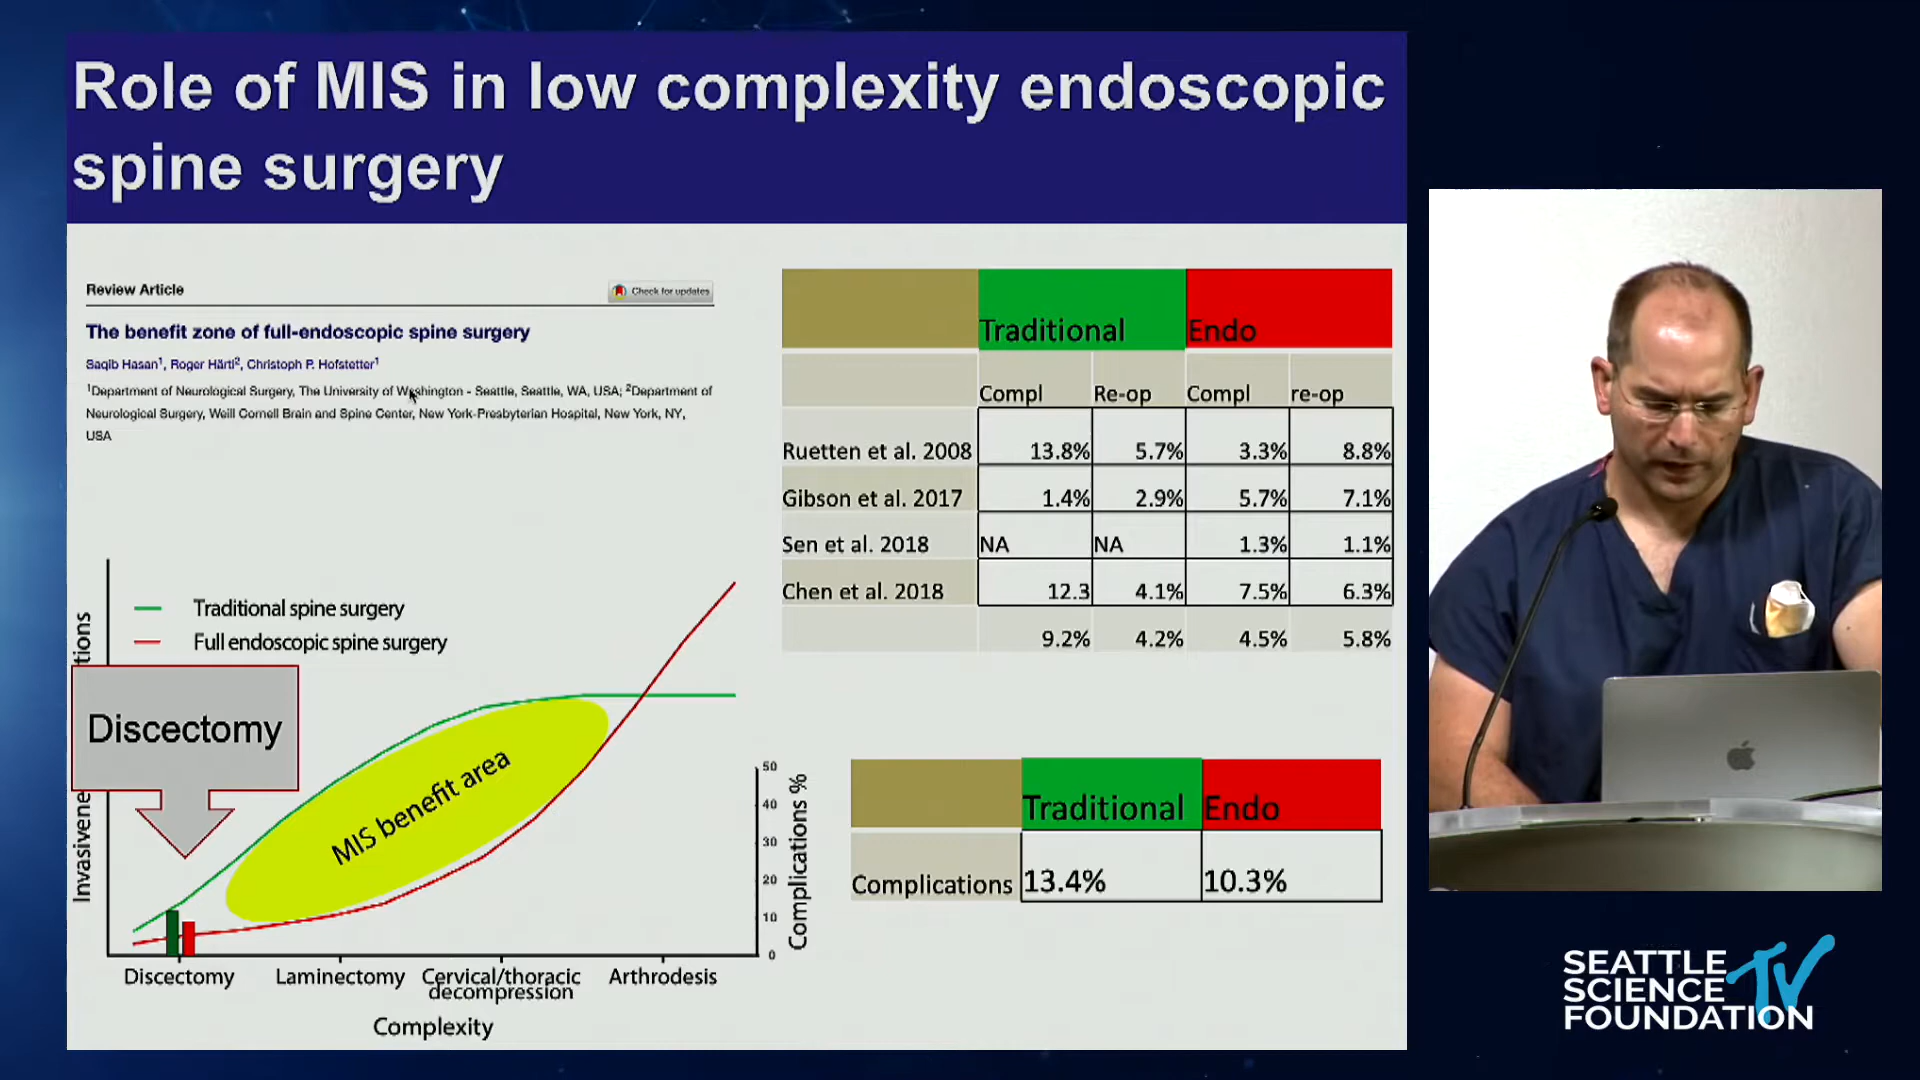 Role of MIS in low complexity endoscopic
spine surgery
Review Article
Check for updates
The benefit zone of full-endoscopic spine surgery
Saqib Hasan1, Roger Härtl2, Christoph P. Hofstetter1
1Department of Neurological Surgery, The University of Washington - Seattle, Seattle, WA, USA; 2Department of
Neurological Surgery, Weill Cornell Brain and Spine Center, New York-Presbyterian Hospital, New York, NY,
USA
Traditional Endo
Compl Re-op Compl re-op
Ruetten et al. 2008 13.8% 5.7% 3.3% 8.8%
Gibson et al. 2017 1.4% 2.9% 5.7% 7.1%
Sen et al. 2018 NA NA 1.3% 1.1%
Chen et al. 2018 12.3 4.1% 7.5% 6.3%
9.2% 4.2% 4.5% 5.8%
Traditional spine surgery
Full endoscopic spine surgery
Discectomy
MIS benefit area
Complications %
50
40
30
20
10
0
Discectomy Laminectomy Cervical/thoracic Arthrodesis
decompression
Complexity
Traditional Endo
Complications 13.4% 10.3%
SEATTLE
SCIENCE TV
FOUNDATION